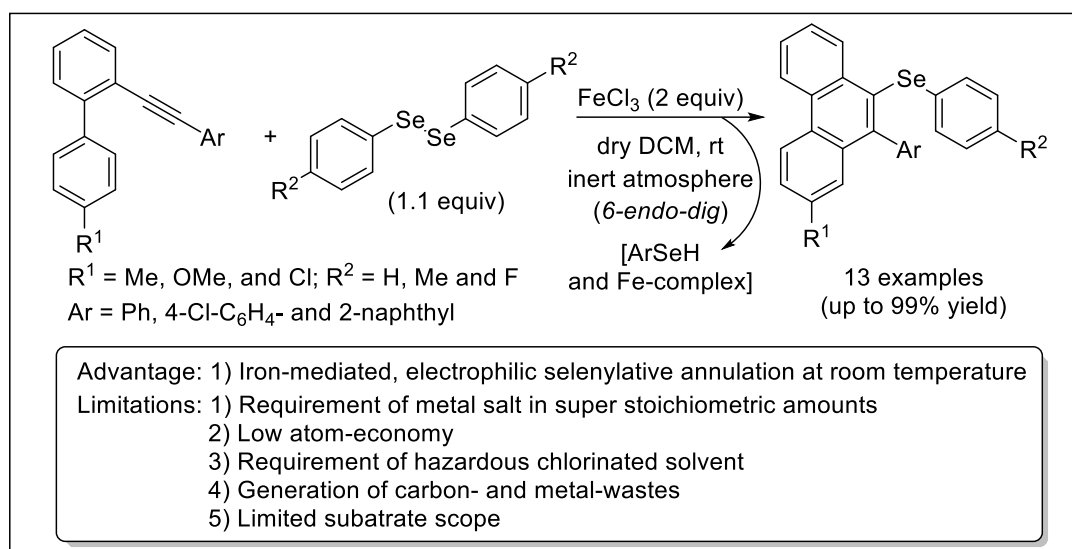 Ar
R¹
+
R²
Se
Se
R²
(1.1 equiv)
FeCl₃ (2 equiv)
dry DCM, rt
inert atmosphere
(6-endo-dig)
[ArSeH
and Fe-complex]
Se
Ar
R²
R¹
13 examples
(up to 99% yield)
R¹ = Me, OMe, and Cl; R² = H, Me and F
Ar = Ph, 4-Cl-C₆H₄- and 2-naphthyl
Advantage: 1) Iron-mediated, electrophilic selenylative annulation at room temperature
Limitations: 1) Requirement of metal salt in super stoichiometric amounts
2) Low atom-economy
3) Requirement of hazardous chlorinated solvent
4) Generation of carbon- and metal-wastes
5) Limited subatrate scope